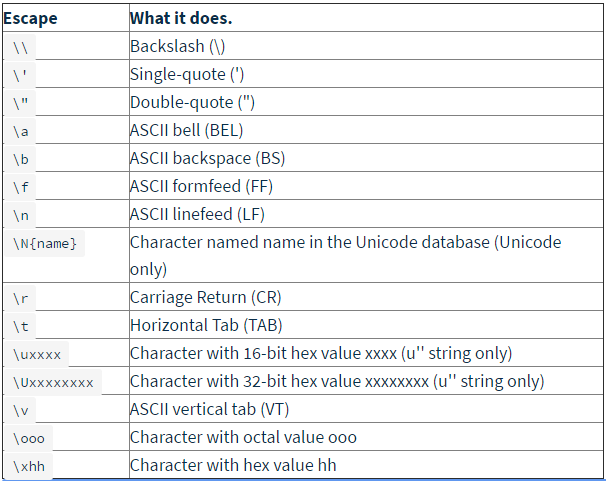 Escape What it does.
\\ Backslash (\)
\' Single-quote (')
\" Double-quote (")
\a ASCII bell (BEL)
\b ASCII backspace (BS)
\f ASCII formfeed (FF)
\n ASCII linefeed (LF)
\N{name} Character named name in the Unicode database (Unicode
only)
\r Carriage Return (CR)
\t Horizontal Tab (TAB)
\uxxxx Character with 16-bit hex value xxxx (u'' string only)
\Uxxxxxxxx Character with 32-bit hex value xxxxxxxx (u'' string only)
\v ASCII vertical tab (VT)
\ooo Character with octal value ooo
\xhh Character with hex value hh